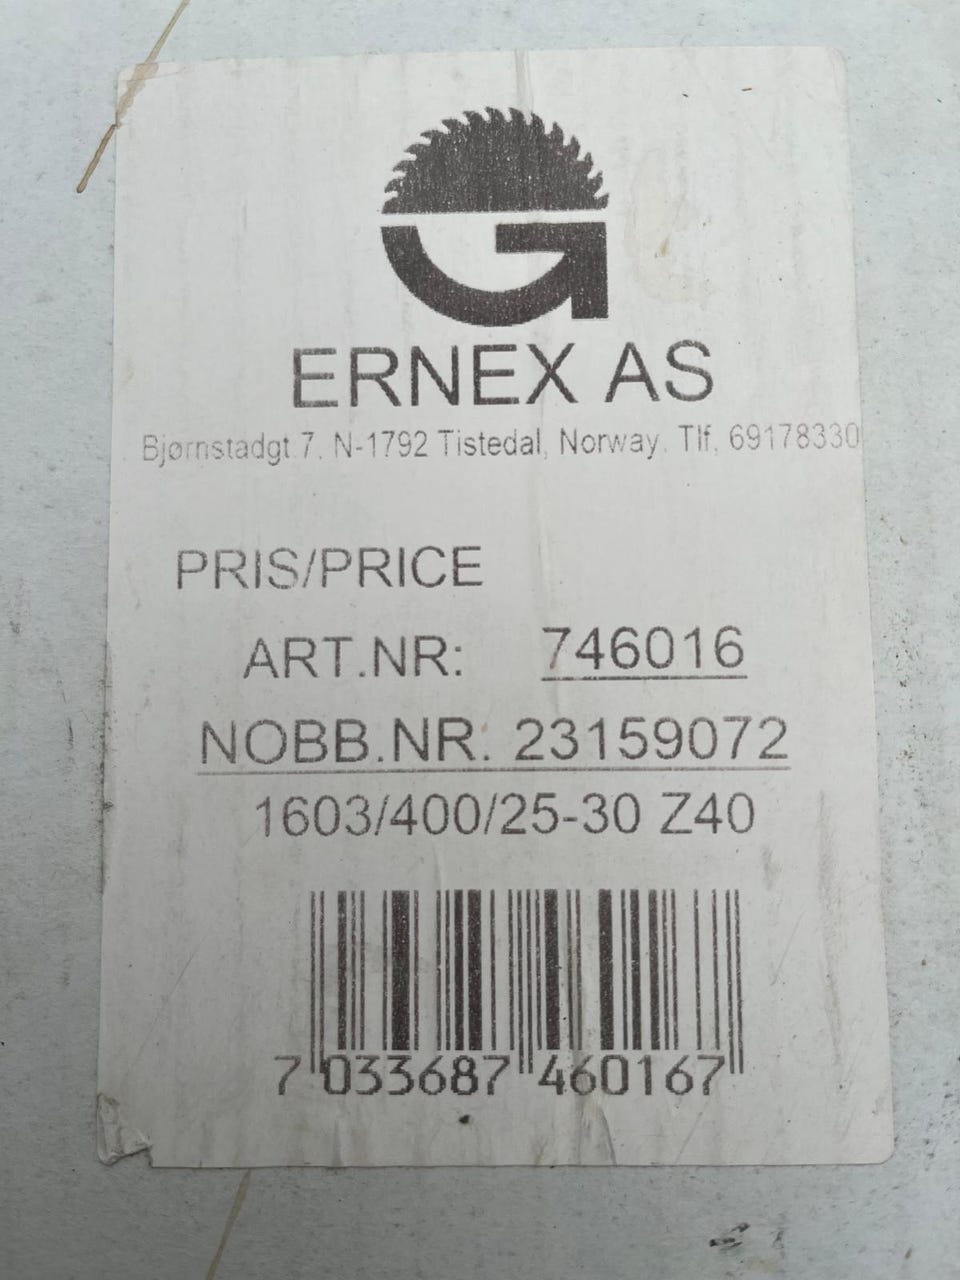 ERNEX AS
Bjørnstadgt 7, N-1792 Tistedal, Norway. Tlf, 69178330
PRIS/PRICE
ART.NR: 746016
NOBB.NR. 23159072
1603/400/25-30 Z40
7 033687 460167